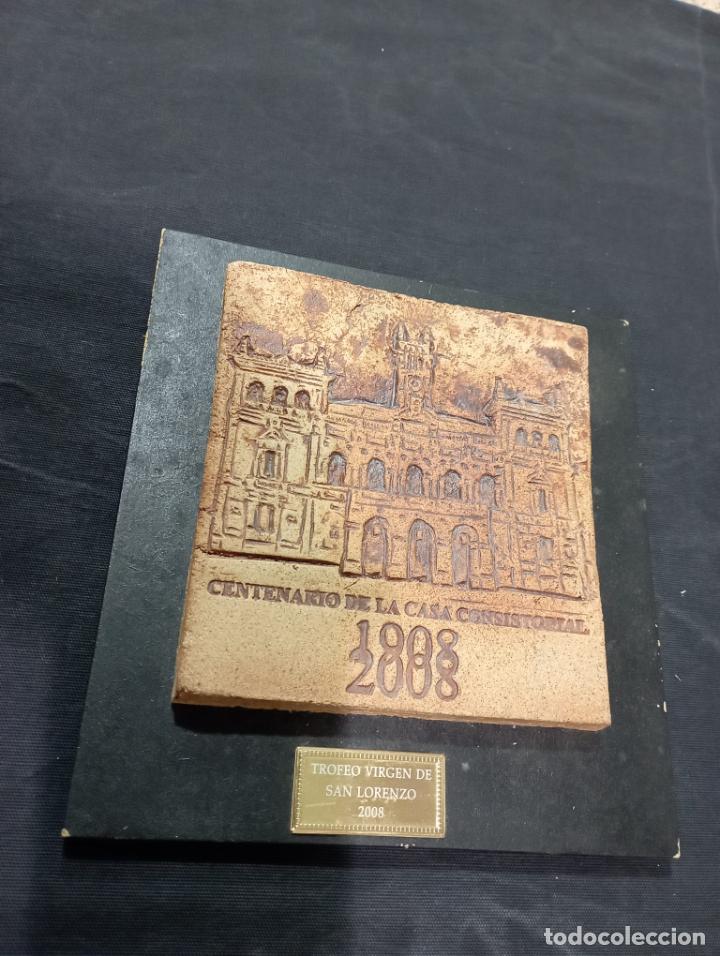 CENTENARIO DE LA CASA CONSISTORIAL
1908
2008
TROFEO VIRGEN DE
SAN LORENZO
2008
todocoleccion